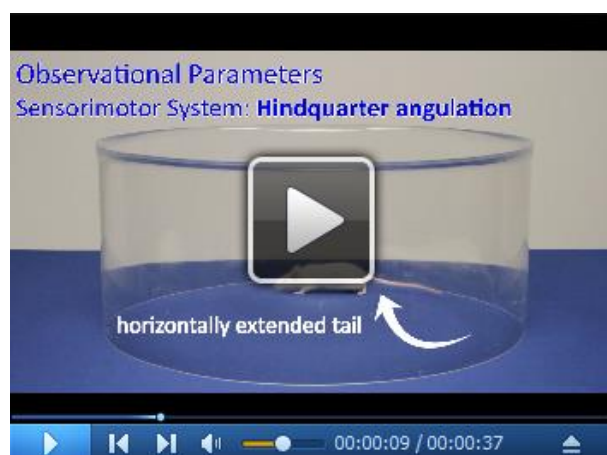 Observational Parameters
Sensorimotor System: Hindquarter angulation
horizontally extended tail
00:00:09 / 00:00:37